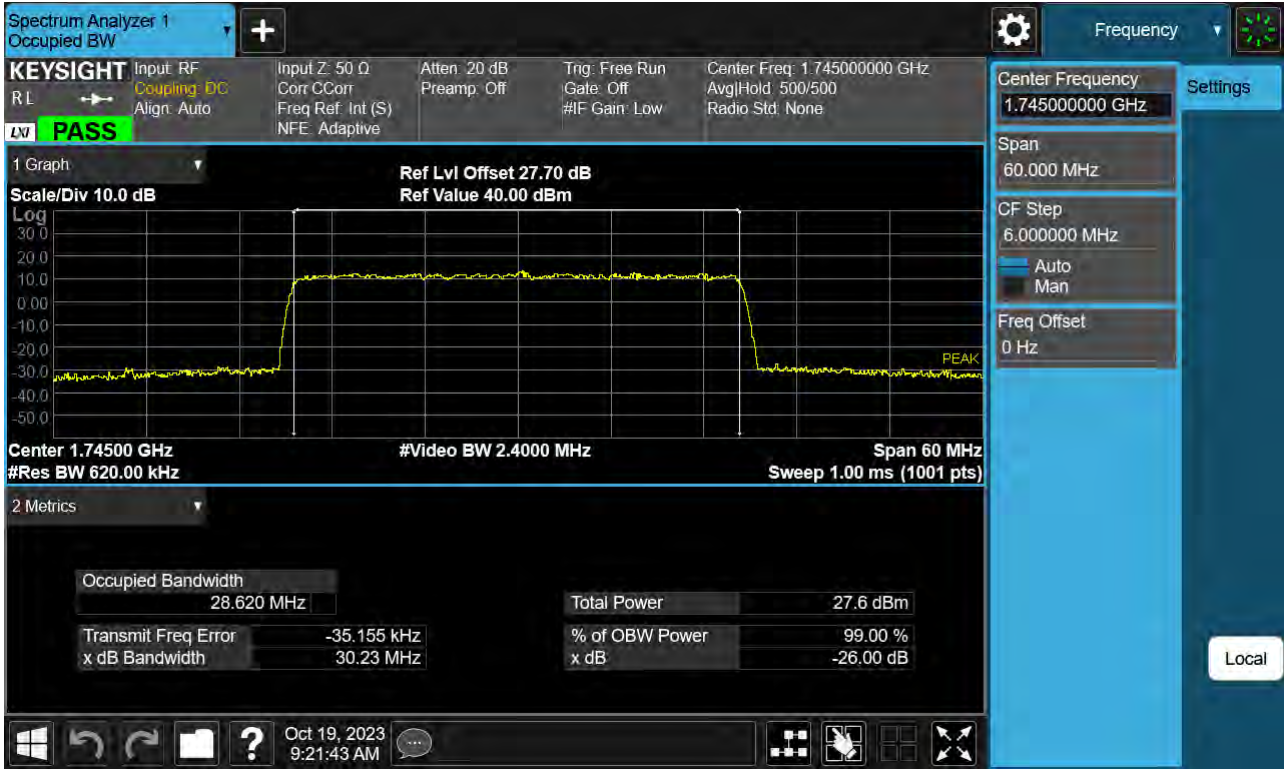 Spectrum Analyzer 1
Occupied BW
Frequency
KEYSIGHT
R L
LXI
PASS
Input: RF
Coupling: DC
Align: Auto
Input Z: 50 Ω
Corr CCorr
Freq Ref: Int (S)
NFE: Adaptive
Atten: 20 dB
Preamp: Off
Trig: Free Run
Gate: Off
#IF Gain: Low
Center Freq: 1.745000000 GHz
Avg|Hold: 500/500
Radio Std: None
Center Frequency
1.745000000 GHz
Settings
Span
60.000 MHz
CF Step
6.000000 MHz
Auto
Man
Freq Offset
0 Hz
Local
1 Graph
Scale/Div 10.0 dB
Ref Lvl Offset 27.70 dB
Ref Value 40.00 dBm
Log
30.0
20.0
10.0
0.00
-10.0
-20.0
-30.0
-40.0
-50.0
PEAK
Center 1.74500 GHz
#Video BW 2.4000 MHz
Span 60 MHz
#Res BW 620.00 kHz
Sweep 1.00 ms (1001 pts)
2 Metrics
Occupied Bandwidth
28.620 MHz
Total Power 27.6 dBm
Transmit Freq Error -35.155 kHz
% of OBW Power 99.00 %
x dB Bandwidth 30.23 MHz
x dB -26.00 dB
?
Oct 19, 2023
9:21:43 AM